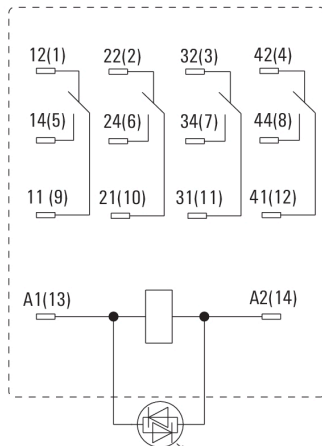 12(1) 22(2) 32(3) 42(4)
14(5) 24(6) 34(7) 44(8)
11 (9) 21(10) 31(11) 41(12)
A1(13) A2(14)